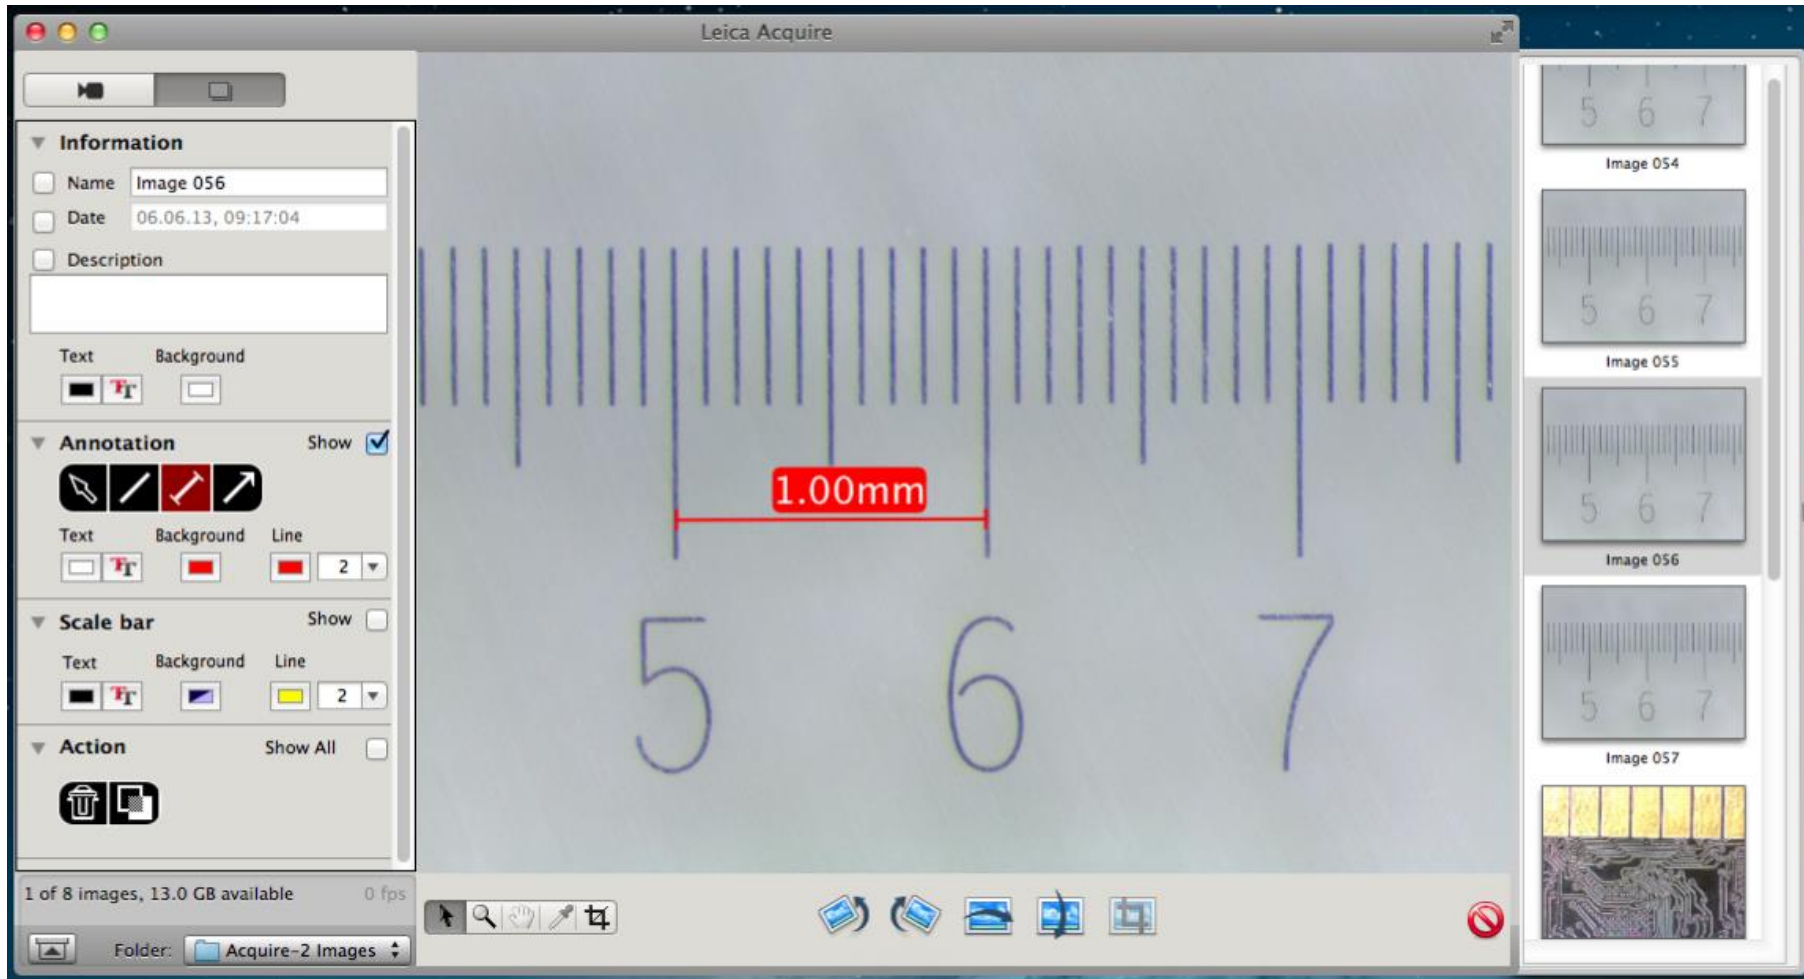 Leica Acquire
Information
Name Image 056
Date 06.06.13, 09:17:04
Description
Text Background
Tr
Annotation Show
Text Background Line
Tr 2
Scale bar Show
Text Background Line
Tr 2
Action Show All
1 of 8 images, 13.0 GB available 0 fps
Folder: Acquire-2 Images
1.00mm
5 6 7
5 6 7
Image 054
5 6 7
Image 055
5 6 7
Image 056
5 6 7
Image 057